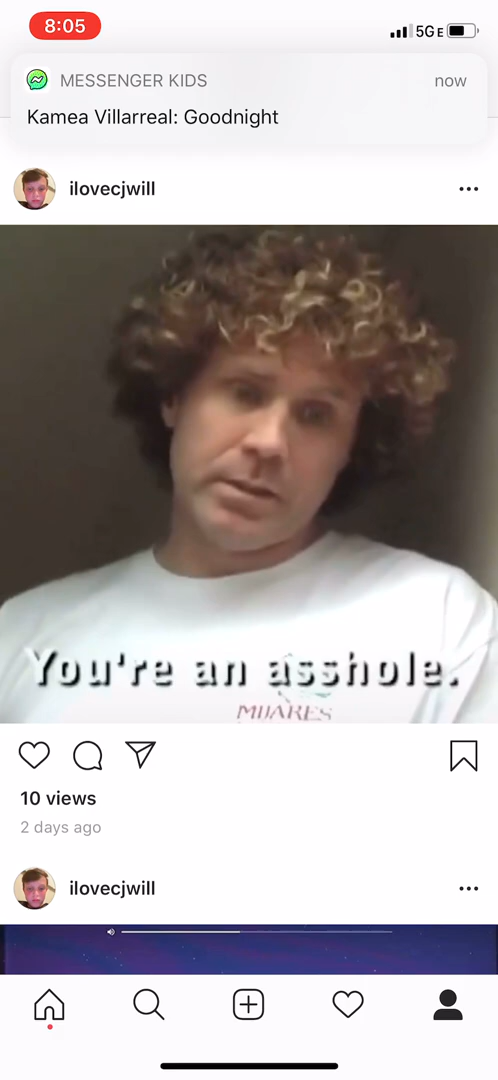 8:05
5GE
MESSENGER KIDS
now
Kamea Villarreal: Goodnight
ilovecjwill
You're an asshole.
MIJARES
10 views
2 days ago
ilovecjwill